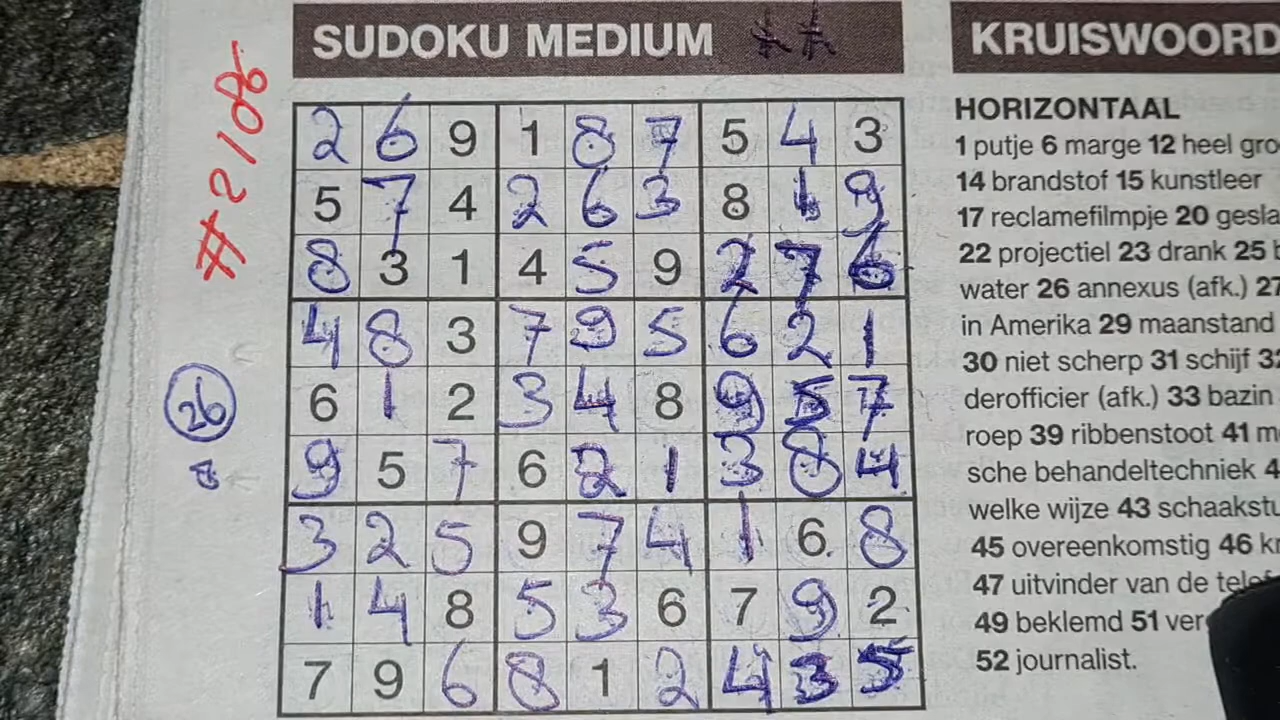 SUDOKU MEDIUM **
KRUISWOORD
# 2108
26
2 6 9 1 8 7 5 4 3
5 7 4 2 6 3 8 1 9
8 3 1 4 5 9 2 7 6
4 8 3 7 9 5 6 2 1
6 1 2 3 4 8 9 5 7
9 5 7 6 2 1 3 8 4
3 2 5 9 7 4 1 6 8
1 4 8 5 3 6 7 9 2
7 9 6 8 1 2 4 3 5
HORIZONTAAL
1 putje 6 marge 12 heel gro
14 brandstof 15 kunstleer
17 reclamefilmpje 20 gesla
22 projectiel 23 drank 25
water 26 annexus (afk.) 27
in Amerika 29 maanstand
30 niet scherp 31 schijf 32
derofficier (afk.) 33 bazin
roep 39 ribbenstoot 41 m
sche behandeltechniek 4
welke wijze 43 schaakstu
45 overeenkomstig 46 k
47 uitvinder van de telef
49 beklemd 51 ver
52 journalist.